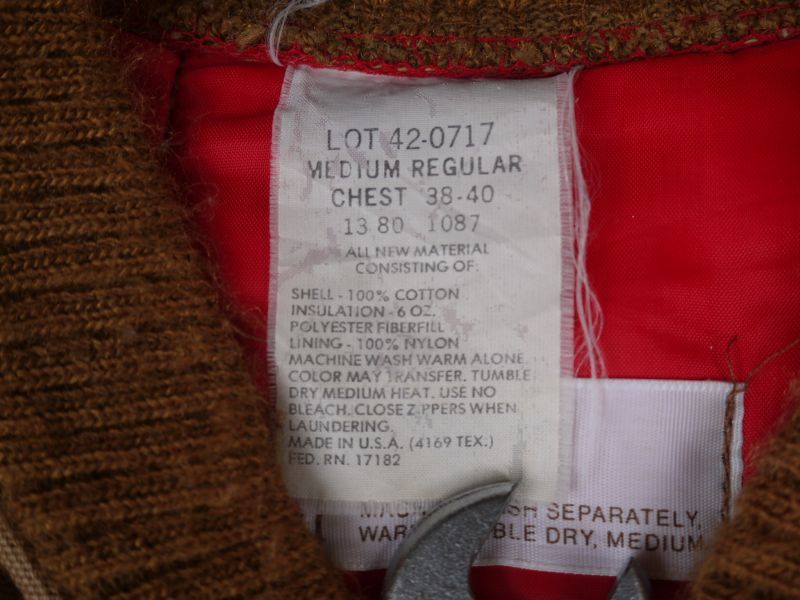 LOT 42-0717
MEDIUM REGULAR
CHEST 38-40
13 80 1087
ALL NEW MATERIAL
CONSISTING OF:
SHELL - 100% COTTON
INSULATION - 6 OZ.
POLYESTER FIBERFILL
LINING - 100% NYLON
MACHINE WASH WARM ALONE.
COLOR MAY TRANSFER. TUMBLE
DRY MEDIUM HEAT. USE NO
BLEACH. CLOSE ZIPPERS WHEN
LAUNDERING.
MADE IN U.S.A. (4169 TEX.)
FED. RN. 17182
SEPARATELY,
DRY, MEDIUM